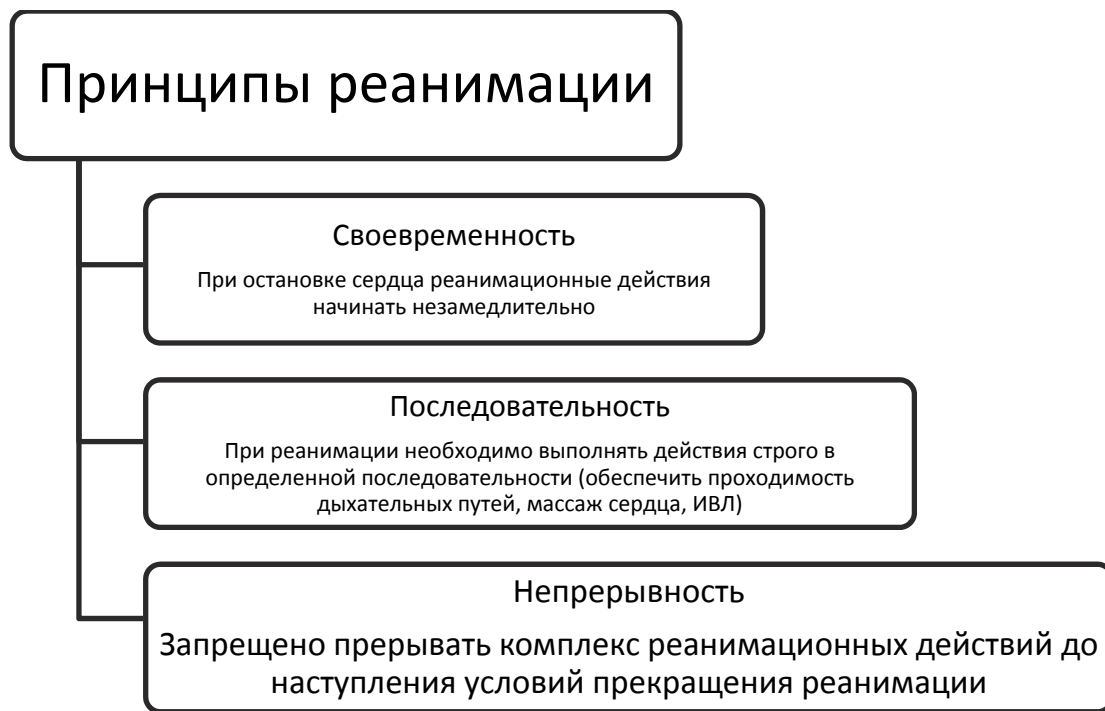 Принципы реанимации
Своевременность
При остановке сердца реанимационные действия
начинать незамедлительно
Последовательность
При реанимации необходимо выполнять действия строго в
определенной последовательности (обеспечить проходимость
дыхательных путей, массаж сердца, ИВЛ)
Непрерывность
Запрещено прерывать комплекс реанимационных действий до
наступления условий прекращения реанимации